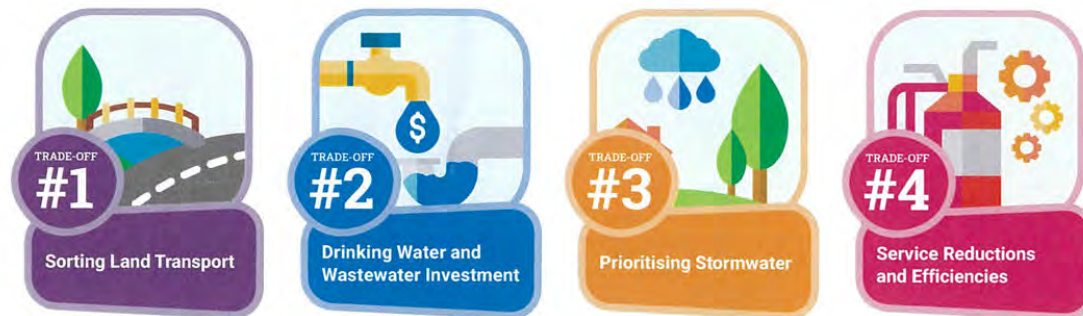 TRADE-OFF
#1
Sorting Land Transport
TRADE-OFF
#2
$
Drinking Water and
Wastewater Investment
TRADE-OFF
#3
Prioritising Stormwater
TRADE-OFF
#4
Service Reductions
and Efficiencies